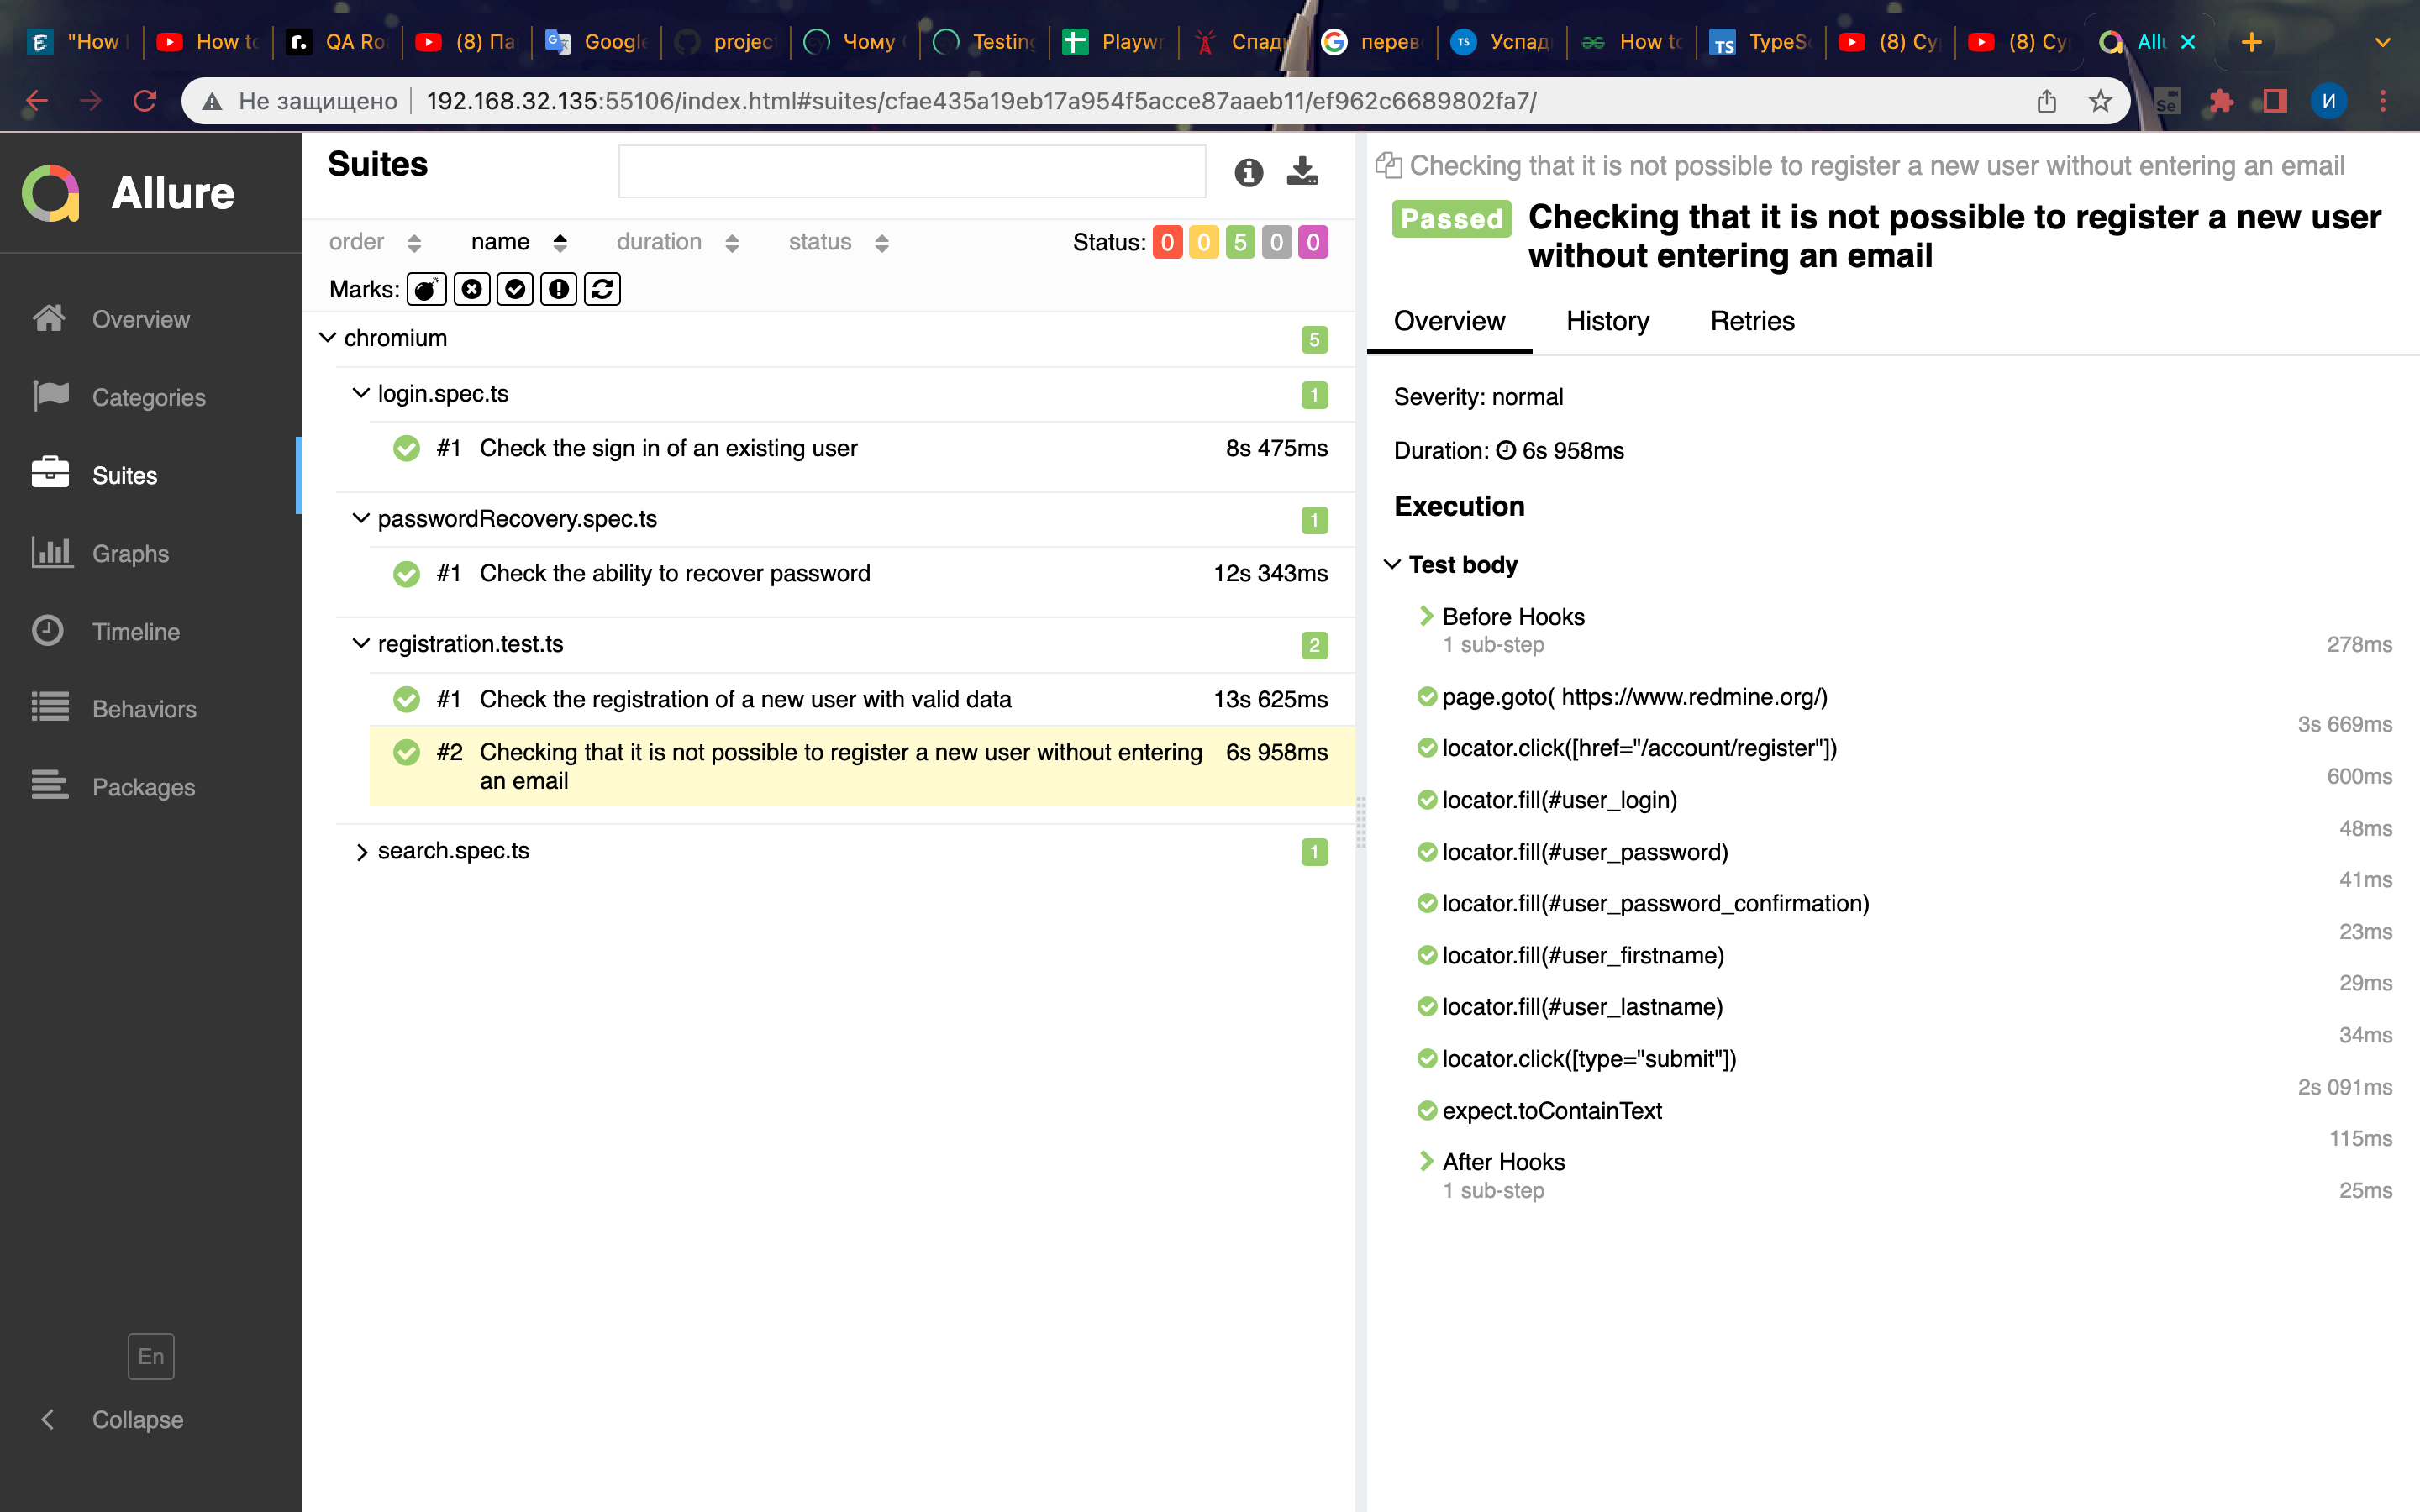 "How
How to
QA Ro
(8) Па
Google
project
Чому
Testing
Playwr
Спад
перев
Успад
How to
TypeSc
(8) Су
(8) Су
Allu
Не защищено
192.168.32.135:55106/index.html#suites/cfae435a19eb17a954f5acce87aaeb11/ef962c6689802fa7/
Se
И
Allure
Overview
Categories
Suites
Graphs
Timeline
Behaviors
Packages
En
Collapse
Suites
order name duration status
Status: 0 0 5 0 0
Marks:
chromium 5
login.spec.ts 1
#1 Check the sign in of an existing user 8s 475ms
passwordRecovery.spec.ts 1
#1 Check the ability to recover password 12s 343ms
registration.test.ts 2
#1 Check the registration of a new user with valid data 13s 625ms
#2 Checking that it is not possible to register a new user without entering 6s 958ms
an email
search.spec.ts 1
Checking that it is not possible to register a new user without entering an email
Passed Checking that it is not possible to register a new user
without entering an email
Overview History Retries
Severity: normal
Duration: 6s 958ms
Execution
Test body
Before Hooks
1 sub-step 278ms
page.goto( https://www.redmine.org/)
3s 669ms
locator.click([href="/account/register"])
600ms
locator.fill(#user_login)
48ms
locator.fill(#user_password)
41ms
locator.fill(#user_password_confirmation)
23ms
locator.fill(#user_firstname)
29ms
locator.fill(#user_lastname)
34ms
locator.click([type="submit"])
2s 091ms
expect.toContainText
115ms
After Hooks
1 sub-step 25ms